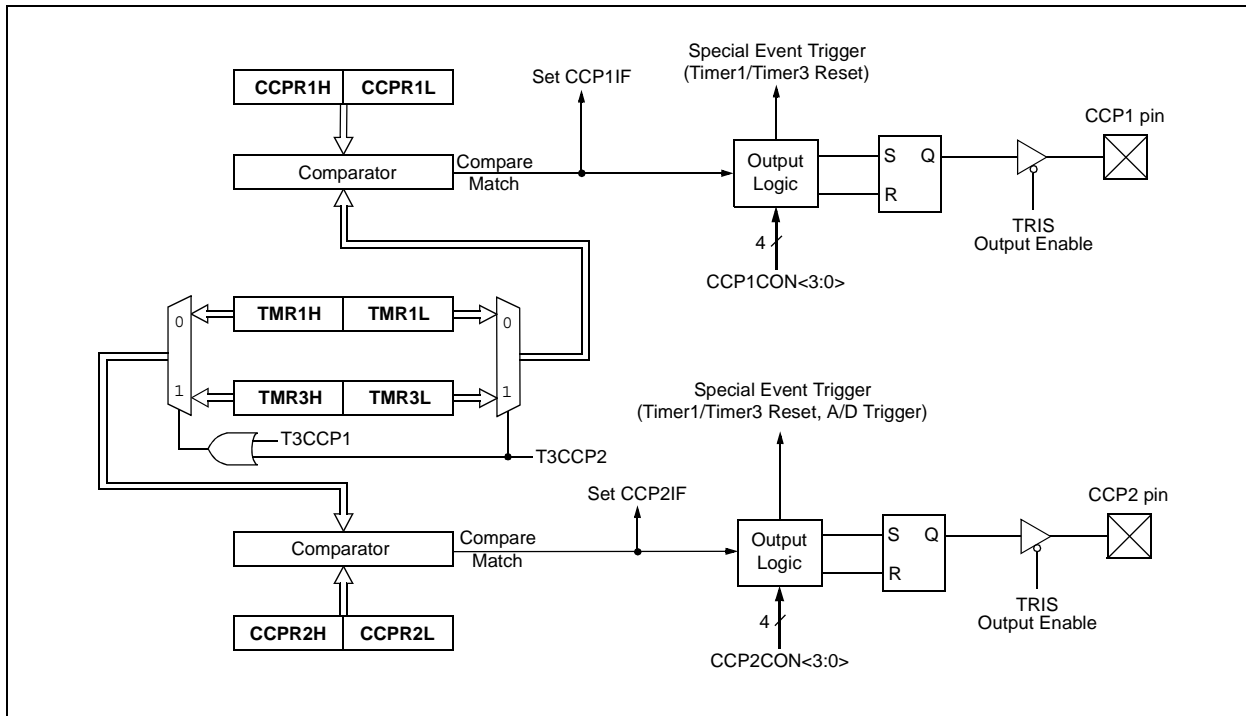 Special Event Trigger
(Timer1/Timer3 Reset)
Set CCP1IF
CCPR1H CCPR1L
CCP1 pin
Comparator
Compare
Match
Output
Logic
S Q
R
TRIS
Output Enable
4
CCP1CON<3:0>
0 TMR1H TMR1L 0
1 TMR3H TMR3L 1
T3CCP1
T3CCP2
Special Event Trigger
(Timer1/Timer3 Reset, A/D Trigger)
Set CCP2IF
CCP2 pin
Comparator
Compare
Match
Output
Logic
S Q
R
TRIS
Output Enable
4
CCPR2H CCPR2L
CCP2CON<3:0>